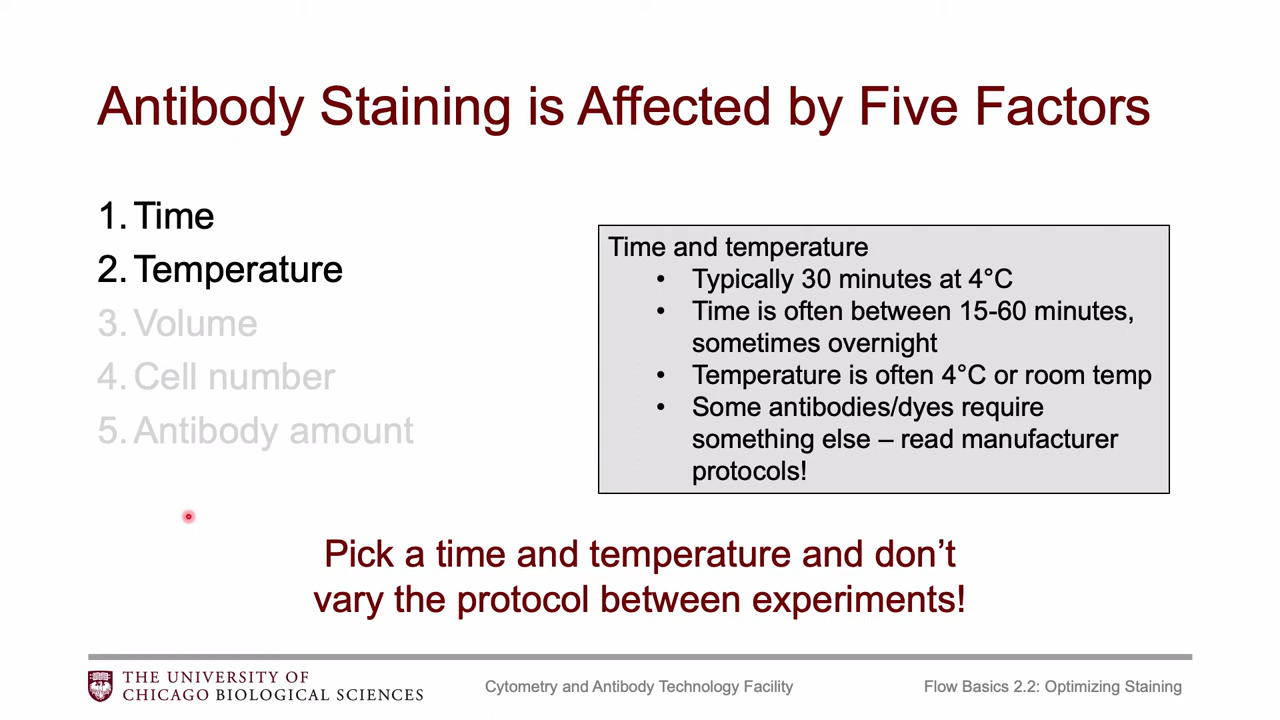 Antibody Staining is Affected by Five Factors
1. Time
2. Temperature
3. Volume
4. Cell number
5. Antibody amount
Time and temperature
• Typically 30 minutes at 4°C
• Time is often between 15-60 minutes,
sometimes overnight
• Temperature is often 4°C or room temp
• Some antibodies/dyes require
something else – read manufacturer
protocols!
Pick a time and temperature and don’t
vary the protocol between experiments!
THE UNIVERSITY OF
CHICAGO BIOLOGICAL SCIENCES
Cytometry and Antibody Technology Facility
Flow Basics 2.2: Optimizing Staining